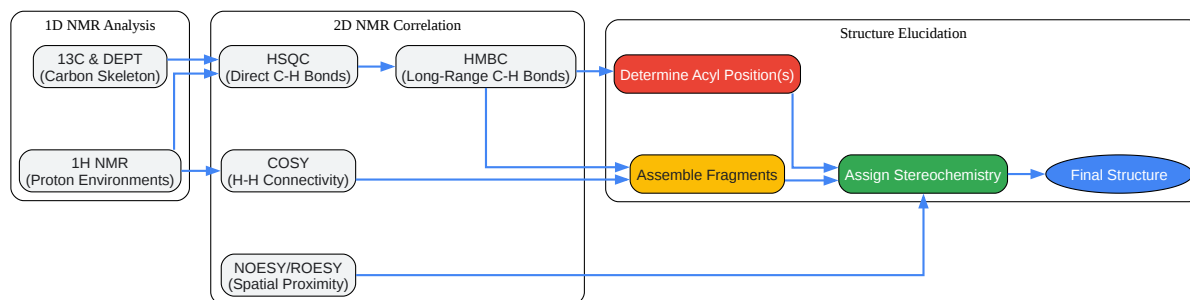 1D NMR Analysis
13C & DEPT
(Carbon Skeleton)
1H NMR
(Proton Environments)
2D NMR Correlation
HSQC
(Direct C-H Bonds)
HMBC
(Long-Range C-H Bonds)
COSY
(H-H Connectivity)
NOESY/ROESY
(Spatial Proximity)
Structure Elucidation
Determine Acyl Position(s)
Assemble Fragments
Assign Stereochemistry
Final Structure